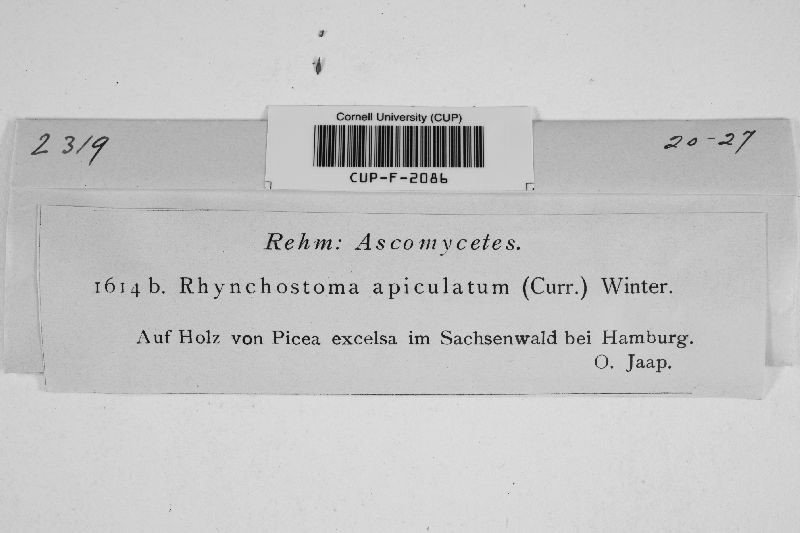 Cornell University (CUP)
2319
20-27
CUP-F-2086
Rehm: Ascomycetes.
1614 b. Rhynchostoma apiculatum (Curr.) Winter.
Auf Holz von Picea excelsa im Sachsenwald bei Hamburg.
O. Jaap.